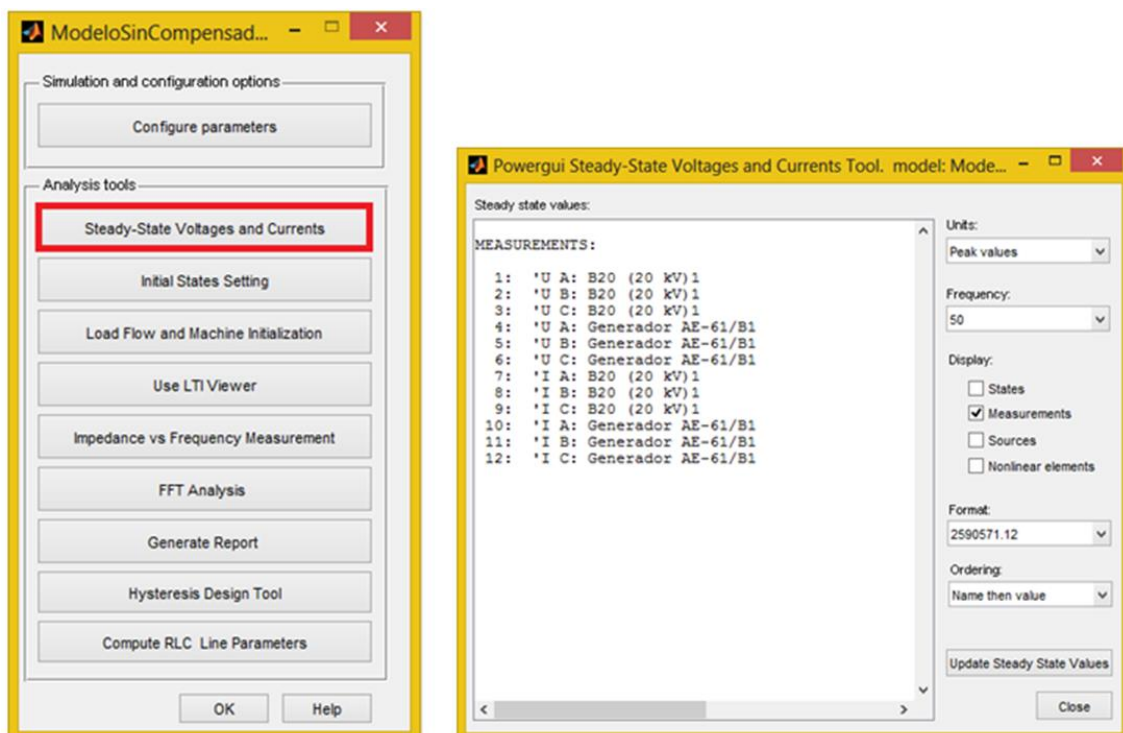 ModeloSinCompensad...
Simulation and configuration options
Configure parameters
Analysis tools
Steady-State Voltages and Currents
Initial States Setting
Load Flow and Machine Initialization
Use LTI Viewer
Impedance vs Frequency Measurement
FFT Analysis
Generate Report
Hysteresis Design Tool
Compute RLC Line Parameters
OK
Help
Powergui Steady-State Voltages and Currents Tool. model: Mode...
Steady state values:
MEASUREMENTS:
1: 'U A: B20 (20 kV)1
2: 'U B: B20 (20 kV)1
3: 'U C: B20 (20 kV)1
4: 'U A: Generador AE-61/B1
5: 'U B: Generador AE-61/B1
6: 'U C: Generador AE-61/B1
7: 'I A: B20 (20 kV)1
8: 'I B: B20 (20 kV)1
9: 'I C: B20 (20 kV)1
10: 'I A: Generador AE-61/B1
11: 'I B: Generador AE-61/B1
12: 'I C: Generador AE-61/B1
Units:
Peak values
Frequency:
50
Display:
States
Measurements
Sources
Nonlinear elements
Format:
2590571.12
Ordering:
Name then value
Update Steady State Values
Close